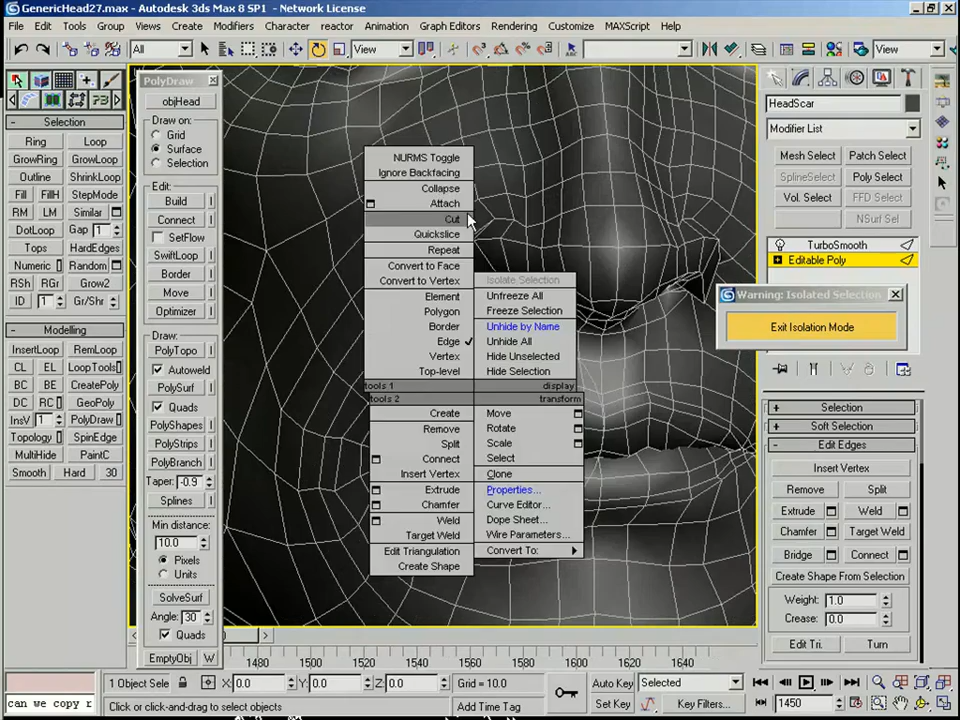 GenericHead27.max - Autodesk 3ds Max 8 SP1 - Network License
File Edit Tools Group Views Create Modifiers Character reactor Animation Graph Editors Rendering Customize MAXScript Help
All View View
PolyDraw
objHead
Draw on:
Grid
Surface
Selection
Edit:
Build
Connect
SetFlow
SwiftLoop
Border
Move
Optimizer
Draw:
PolyTopo
Autoweld
PolySurf
Quads
PolyShapes
PolyStrips
PolyBranch
Taper: -0.9
Splines
Min distance:
10.0
Pixels
Units
SolveSurf
Angle: 30
Quads
EmptyObj W
Selection
Ring Loop
GrowRing GrowLoop
Outline ShrinkLoop
Fill FillH StepMode
RM LM Similar
DotLoop Gap 1
Tops HardEdges
Numeric Random
RSh RGr Grow2
ID 1 Gr/Shr
Modelling
InsertLoop RemLoop
CL EL LoopTools
BC BE CreatePoly
DC RC GeoPoly
InsV 1 PolyDraw
Topology SpinEdge
MultiHide PaintC
Smooth Hard 30
NURMS Toggle
Ignore Backfacing
Collapse
Attach
Cut
Quickslice
Repeat
Convert to Face
Convert to Vertex
Element
Polygon
Border
Edge
Vertex
Top-level
tools 1
tools 2
Create
Remove
Split
Connect
Insert Vertex
Extrude
Chamfer
Weld
Target Weld
Edit Triangulation
Create Shape
Isolate Selection
Unfreeze All
Freeze Selection
Unhide by Name
Unhide All
Hide Unselected
Hide Selection
display
transform
Move
Rotate
Scale
Select
Clone
Properties...
Curve Editor...
Dope Sheet...
Wire Parameters...
Convert To:
HeadScar
Modifier List
Mesh Select Patch Select
SplineSelect Poly Select
Vol. Select FFD Select
NSurf Sel
TurboSmooth
Editable Poly
Warning: Isolated Selection
Exit Isolation Mode
Selection
Soft Selection
Edit Edges
Insert Vertex
Remove Split
Extrude Weld
Chamfer Target Weld
Bridge Connect
Create Shape From Selection
Weight: 1.0
Crease: 0.0
Edit Tri. Turn
1480 1500 1520 1540 1560 1580 1600 1620 1640
1 Object Sele X: 0.0 Y: 0.0 Z: 0.0 Grid = 10.0 Auto Key Selected
can we copy r Click or click-and-drag to select objects Add Time Tag Set Key Key Filters... 1450